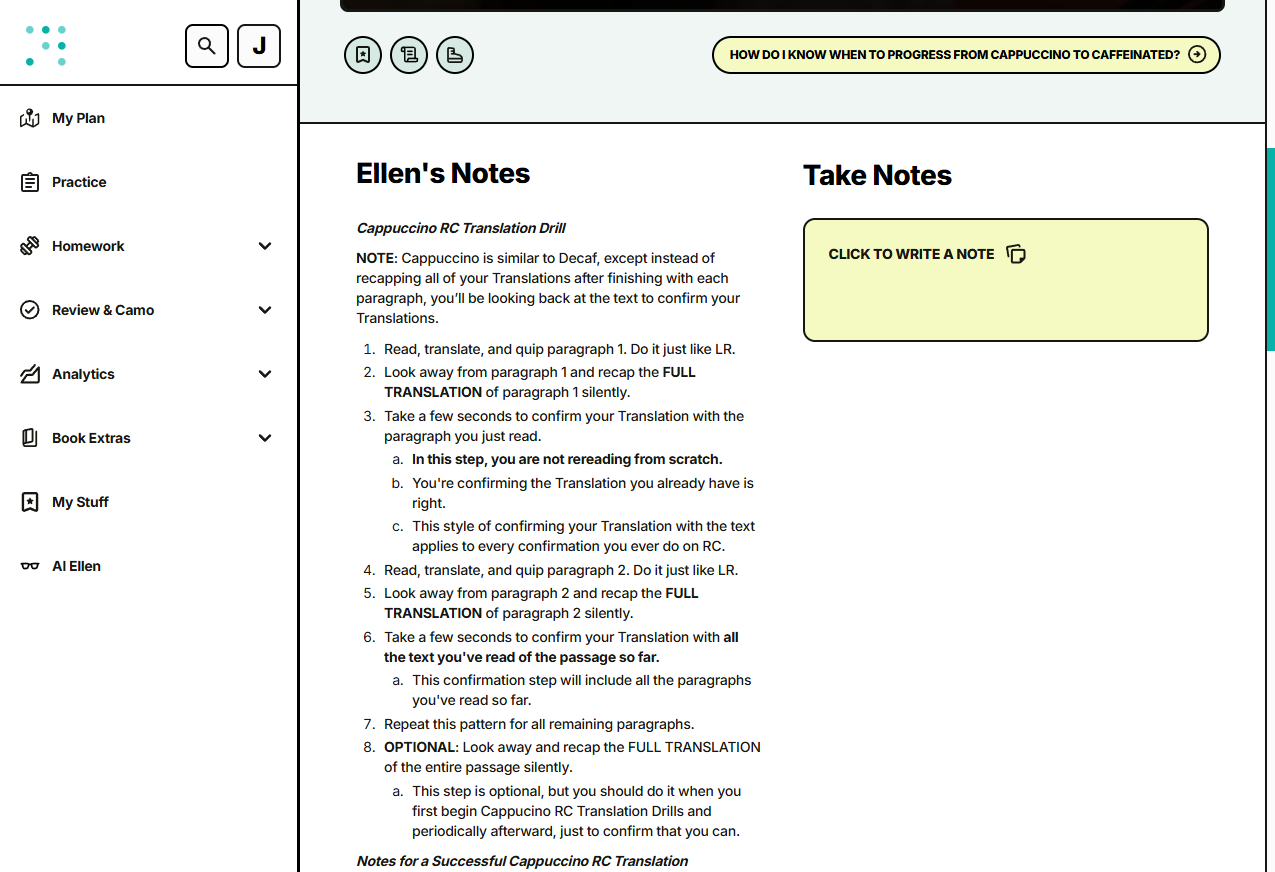 J
My Plan
Practice
Homework
Review & Camo
Analytics
Book Extras
My Stuff
AI Ellen
HOW DO I KNOW WHEN TO PROGRESS FROM CAPPUCCINO TO CAFFEINATED?
Ellen's Notes
Cappuccino RC Translation Drill
NOTE: Cappuccino is similar to Decaf, except instead of
recapping all of your Translations after finishing with each
paragraph, you'll be looking back at the text to confirm your
Translations.
1. Read, translate, and quip paragraph 1. Do it just like LR.
2. Look away from paragraph 1 and recap the FULL
TRANSLATION of paragraph 1 silently.
3. Take a few seconds to confirm your Translation with the
paragraph you just read.
a. In this step, you are not rereading from scratch.
b. You're confirming the Translation you already have is
right.
c. This style of confirming your Translation with the text
applies to every confirmation you ever do on RC.
4. Read, translate, and quip paragraph 2. Do it just like LR.
5. Look away from paragraph 2 and recap the FULL
TRANSLATION of paragraph 2 silently.
6. Take a few seconds to confirm your Translation with all
the text you've read of the passage so far.
a. This confirmation step will include all the paragraphs
you've read so far.
7. Repeat this pattern for all remaining paragraphs.
8. OPTIONAL: Look away and recap the FULL TRANSLATION
of the entire passage silently.
a. This step is optional, but you should do it when you
first begin Cappucino RC Translation Drills and
periodically afterward, just to confirm that you can.
Notes for a Successful Cappuccino RC Translation
Take Notes
CLICK TO WRITE A NOTE